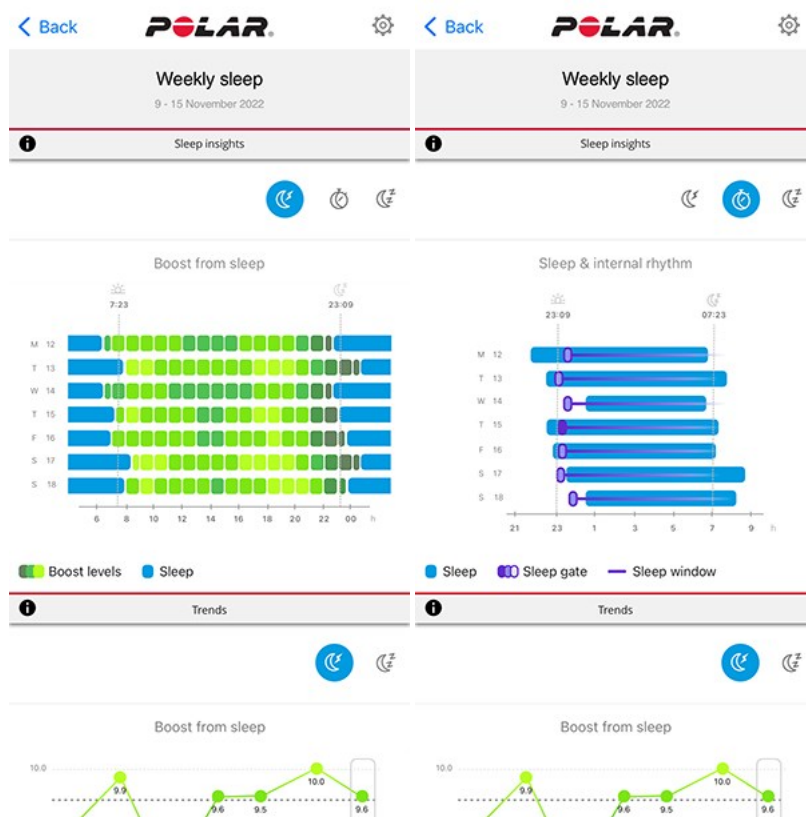 Back
POLAR.
Weekly sleep
9 - 15 November 2022
Sleep insights
Boost from sleep
7:23
23:09
M 12
T 13
W 14
T 15
F 16
S 17
S 18
6 8 10 12 14 16 18 20 22 00 h
Boost levels
Sleep
Trends
Boost from sleep
10.0
9.9
9.6
9.5
10.0
9.6
Back
POLAR.
Weekly sleep
9 - 15 November 2022
Sleep insights
Sleep & internal rhythm
23:09
07:23
M 12
T 13
W 14
T 15
F 16
S 17
S 18
21 23 1 3 5 7 9 h
Sleep
Sleep gate
Sleep window
Trends
Boost from sleep
10.0
9.9
9.6
9.5
10.0
9.6